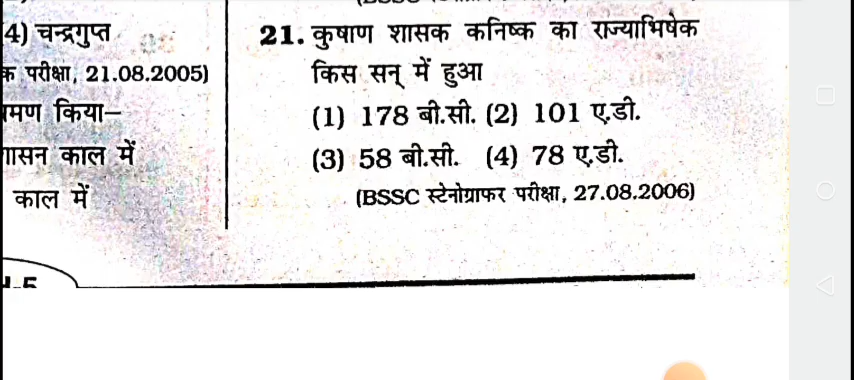 4) चन्द्रगुप्त
क परीक्षा, 21.08.2005)
मण किया–
ासन काल में
काल में
21. कुषाण शासक कनिष्क का राज्याभिषेक
किस सन् में हुआ
(1) 178 बी.सी. (2) 101 ए.डी.
(3) 58 बी.सी. (4) 78 ए.डी.
(BSSC स्टेनोग्राफर परीक्षा, 27.08.2006)